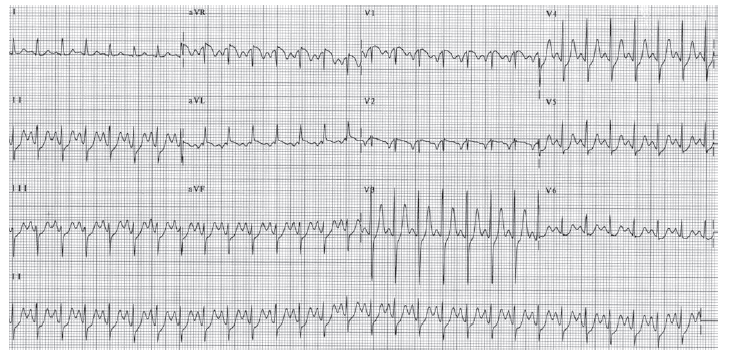 I aVR V1 V4
II aVL V2 V5
III aVF V3 V6
II